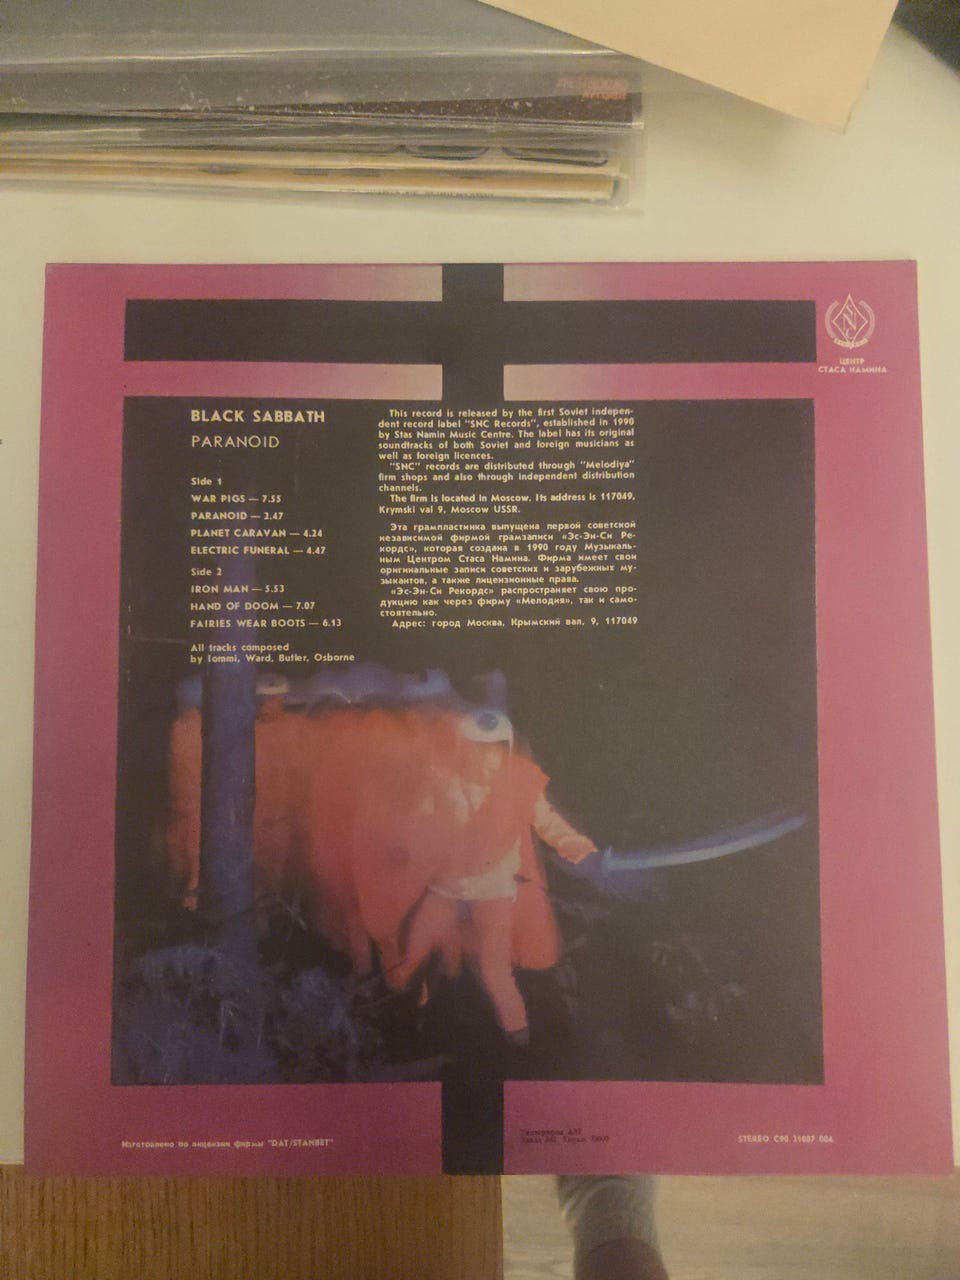 SNC
ЦЕНТР
СТАСА НАМИНА
BLACK SABBATH
PARANOID
Side 1
WAR PIGS — 7.55
PARANOID — 2.47
PLANET CARAVAN — 4.24
ELECTRIC FUNERAL — 4.47
Side 2
IRON MAN — 5.53
HAND OF DOOM — 7.07
FAIRIES WEAR BOOTS — 6.13
All tracks composed
by Iommi, Ward, Butler, Osborne
This record is released by the first Soviet indepen-
dent record label "SNC Records", established in 1990
by Stas Namin Music Centre. The label has its original
soundtracks of both Soviet and foreign musicians as
well as foreign licences.
"SNC" records are distributed through "Melodiya"
firm shops and also through independent distribution
channels.
The firm is located in Moscow. Its address is 117049,
Krymski val 9, Moscow USSR.
Эта грампластинка выпущена первой советской
независимой фирмой грамзаписи «Эс-Эн-Си Ре-
кордс», которая создана в 1990 году Музыкаль-
ным Центром Стаса Намина. Фирма имеет свои
оригинальные записи советских и зарубежных му-
зыкантов, а также лицензионные права.
«Эс-Эн-Си Рекордс» распространяет свою про-
дукцию как через фирму «Мелодия», так и само-
стоятельно.
Адрес: город Москва, Крымский вал, 9, 117049
Изготовлено по лицензии фирмы "DAT/STANBET"
STEREO C90 31087 004